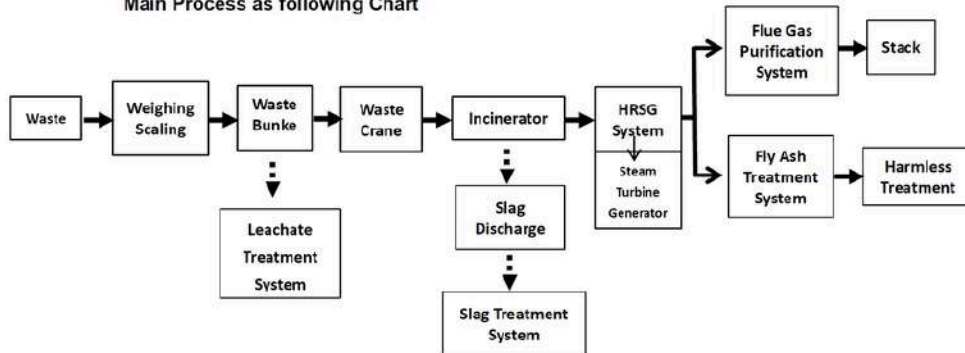 Main Process as following Chart
Flue Gas
Purification
System
Stack
Waste
Weighing
Scaling
Waste
Bunke
Waste
Crane
Incinerator
HRSG
System
Steam
Turbine
Generator
Fly Ash
Treatment
System
Harmless
Treatment
Leachate
Treatment
System
Slag
Discharge
Slag Treatment
System